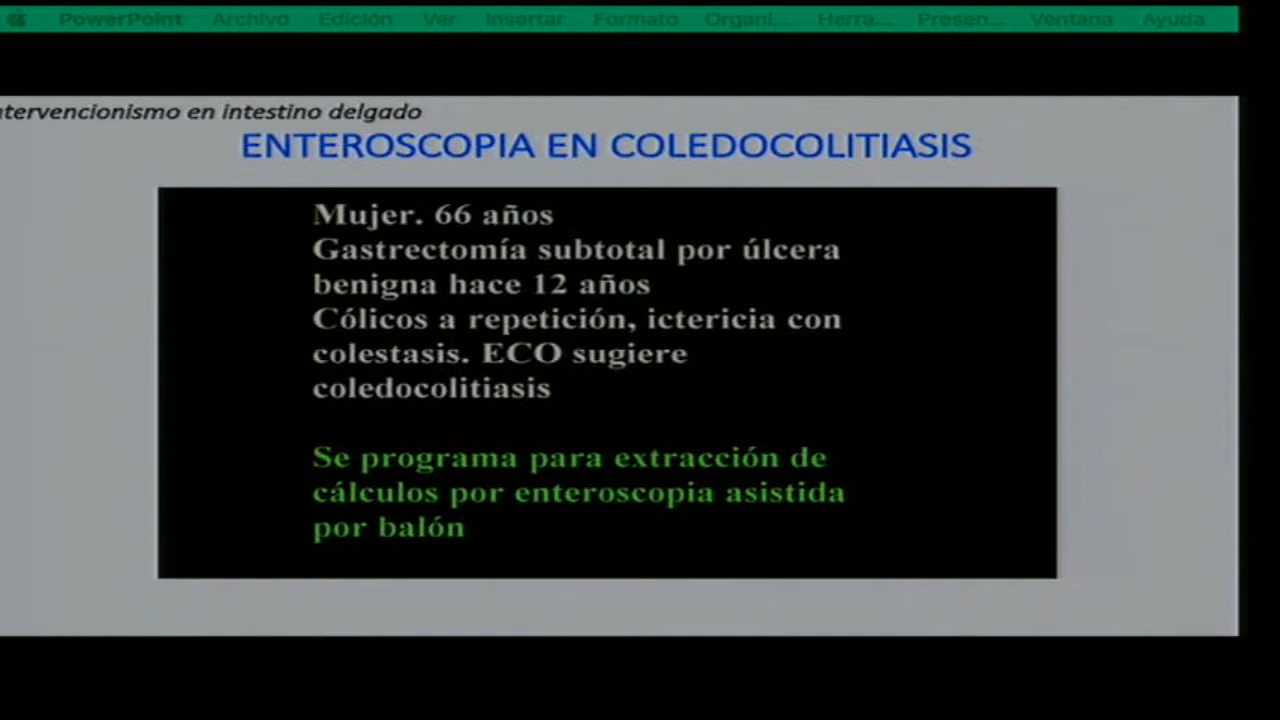 PowerPoint Archivo Edición Ver Insertar Formato Organi... Herra... Presen... Ventana Ayuda
ntervencionismo en intestino delgado
ENTEROSCOPIA EN COLEDOCOLITIASIS
Mujer. 66 años
Gastrectomía subtotal por úlcera
benigna hace 12 años
Cólicos a repetición, ictericia con
colestasis. ECO sugiere
coledocolitiasis
Se programa para extracción de
cálculos por enteroscopia asistida
por balón